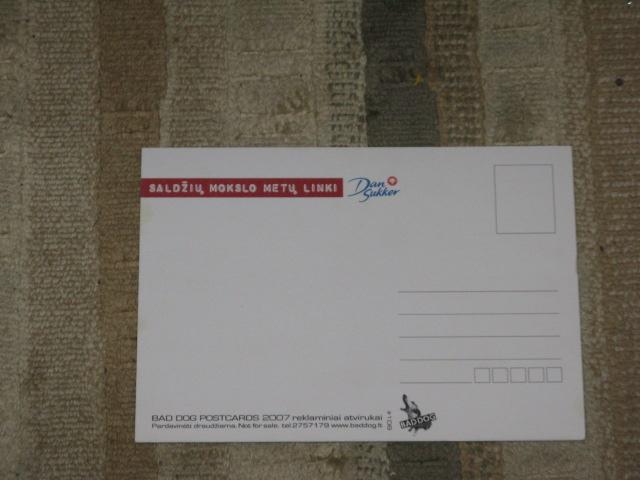 SALDŽIŲ MOKSLO METŲ LINKI
Dan Sukker
BAD DOG POSTCARDS 2007 reklaminiai atvirukai
Pardavinėti draudžiama. Not for sale. tel.2757179 www.baddog.lt
BAD DOG